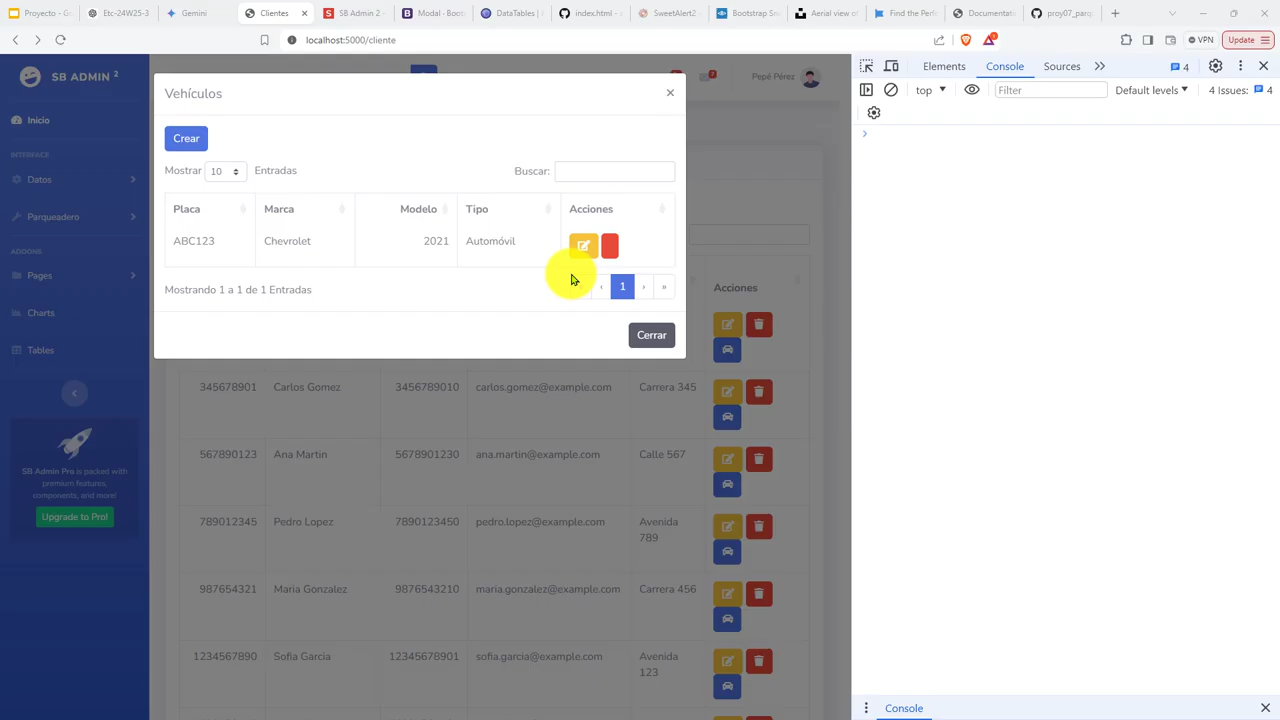 Proyecto - G
Etc-24W25-3
Gemini
Clientes
SB Admin 2 -
Modal · Boots
DataTables |
index.html -
SweetAlert2
Bootstrap Sni
Aerial view of
Find the Perf
Documentati
proy07_parq
localhost:5000/cliente
VPN
Update
SB ADMIN 2
Inicio
INTERFACE
Datos
Parqueadero
ADDONS
Pages
Charts
Tables
SB Admin Pro is packed with
premium features,
components, and more!
Upgrade to Pro!
7
Pepé Pérez
Vehículos
×
Crear
Mostrar 10 Entradas
Buscar:
Placa Marca Modelo Tipo Acciones
ABC123 Chevrolet 2021 Automóvil
Mostrando 1 a 1 de 1 Entradas
‹ 1 › »
Cerrar
Acciones
345678901 Carlos Gomez 3456789010 carlos.gomez@example.com Carrera 345
567890123 Ana Martin 5678901230 ana.martin@example.com Calle 567
789012345 Pedro Lopez 7890123450 pedro.lopez@example.com Avenida
789
987654321 Maria Gonzalez 9876543210 maria.gonzalez@example.com Carrera 456
1234567890 Sofia Garcia 12345678901 sofia.garcia@example.com Avenida
123
Elements Console Sources 4
top Filter Default levels 4 Issues: 4
Console